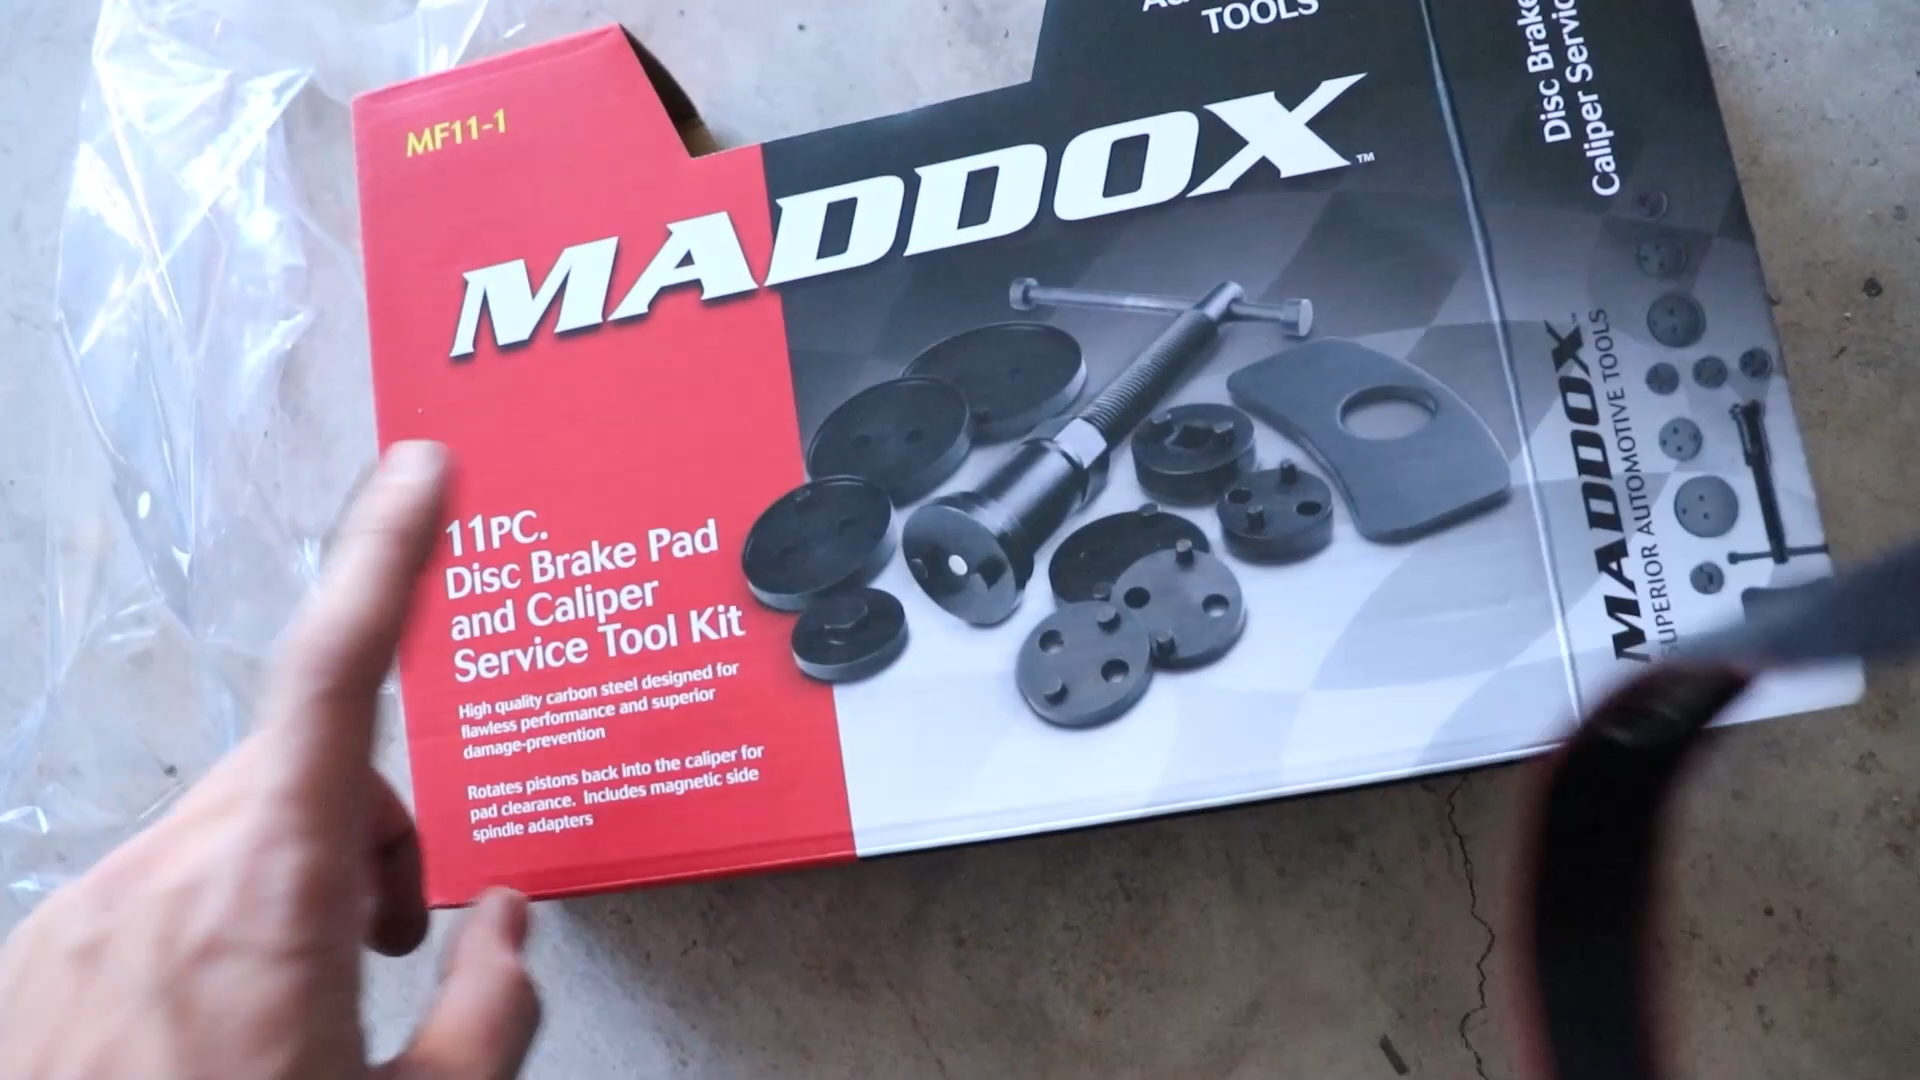 TOOLS
MF11-1
MADDOX™
11PC.
Disc Brake Pad
and Caliper
Service Tool Kit
High quality carbon steel designed for
flawless performance and superior
damage-prevention
Rotates pistons back into the caliper for
pad clearance. Includes magnetic side
spindle adapters
Disc Brake
Caliper Servic
MADDOX™
SUPERIOR AUTOMOTIVE TOOLS